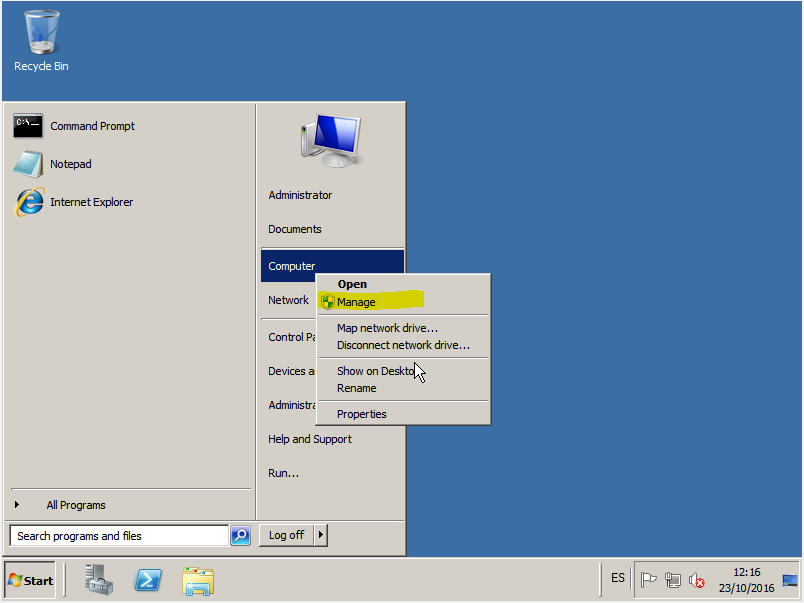 Recycle Bin
Command Prompt
Notepad
Internet Explorer
All Programs
Search programs and files
Administrator
Documents
Computer
Network
Control Pa
Devices a
Administra
Help and Support
Run...
Log off
Open
Manage
Map network drive...
Disconnect network drive...
Show on Deskto
Rename
Properties
Start
ES
12:16
23/10/2016